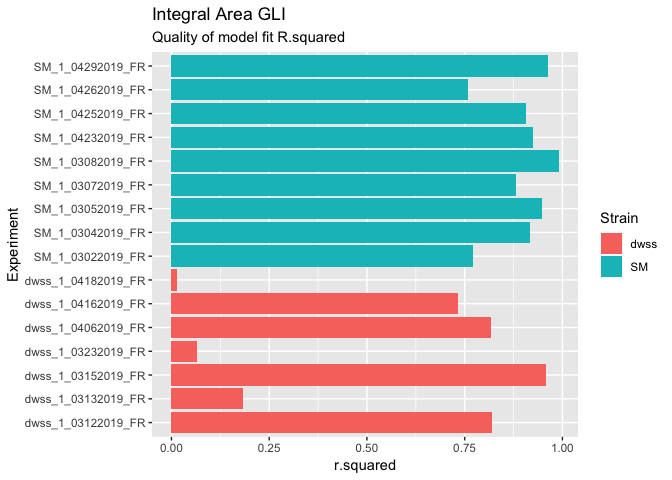 Integral Area GLI
Quality of model fit R.squared
SM_1_04292019_FR
SM_1_04262019_FR
SM_1_04252019_FR
SM_1_04232019_FR
SM_1_03082019_FR
SM_1_03072019_FR
SM_1_03052019_FR
SM_1_03042019_FR
SM_1_03022019_FR
dwss_1_04182019_FR
dwss_1_04162019_FR
dwss_1_04062019_FR
dwss_1_03232019_FR
dwss_1_03152019_FR
dwss_1_03132019_FR
dwss_1_03122019_FR
Experiment
0.00 0.25 0.50 0.75 1.00
r.squared
Strain
dwss
SM